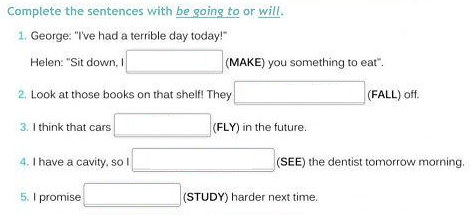 Complete the sentences with be going to or will.
1. George: "I've had a terrible day today!"
Helen: "Sit down, I (MAKE) you something to eat".
2. Look at those books on that shelf! They (FALL) off.
3. I think that cars (FLY) in the future.
4. I have a cavity, so I (SEE) the dentist tomorrow morning.
5. I promise (STUDY) harder next time.